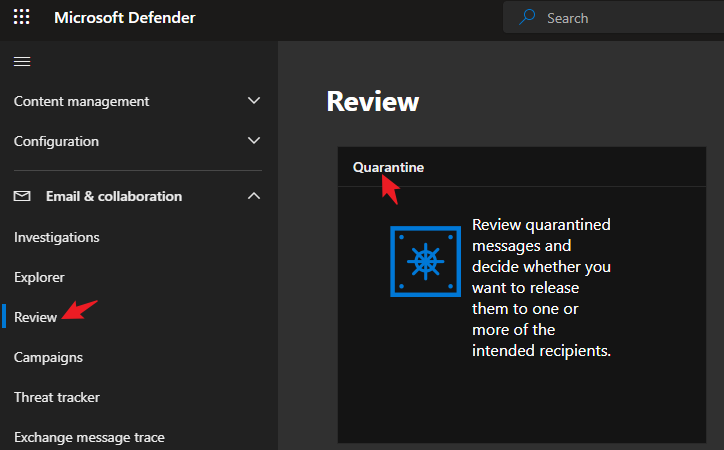 Microsoft Defender
Search
Content management
Configuration
Email & collaboration
Investigations
Explorer
Review
Campaigns
Threat tracker
Exchange message trace
Review
Quarantine
Review quarantined
messages and
decide whether you
want to release
them to one or
more of the
intended recipients.